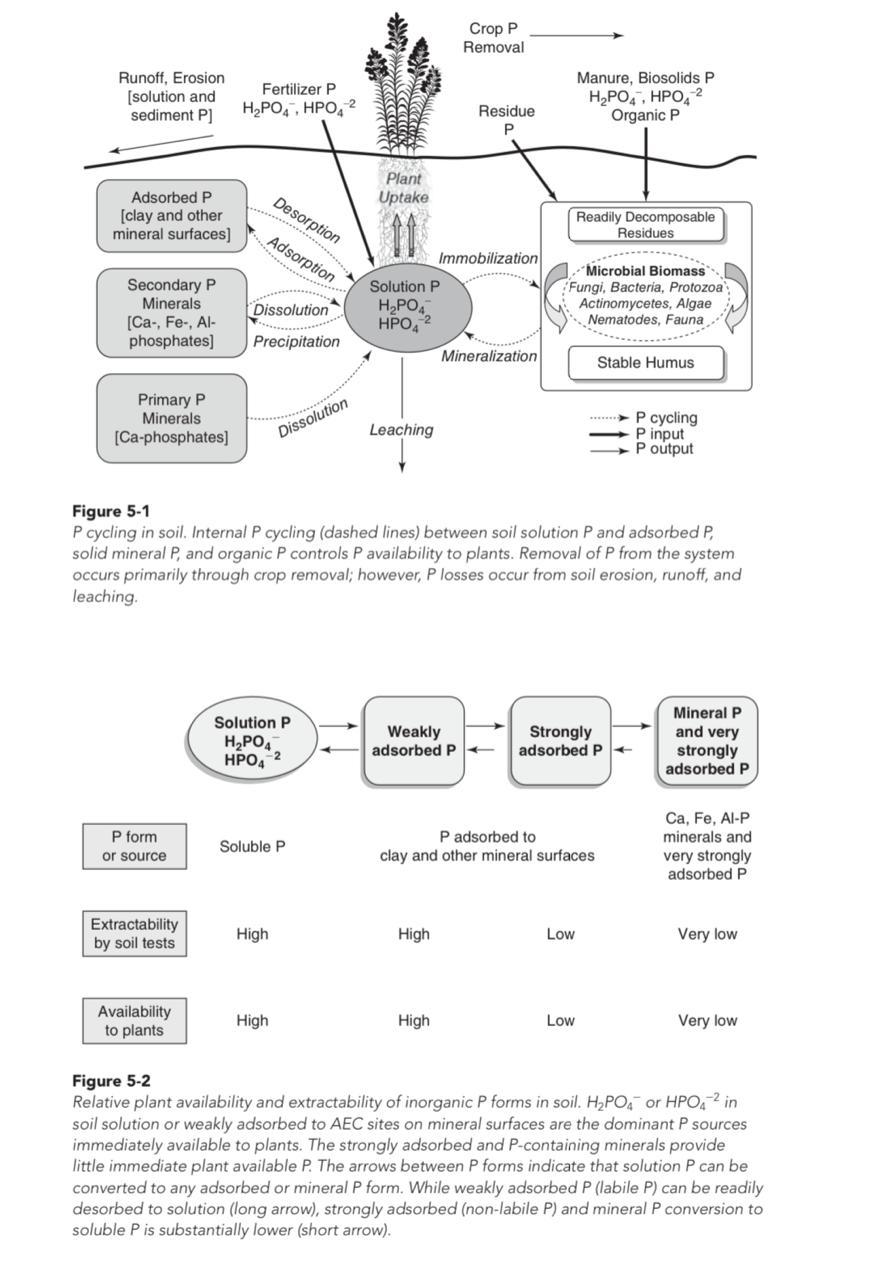 Crop P
Removal
Runoff, Erosion
[solution and
sediment P]
Fertilizer P
H₂PO₄⁻, HPO₄⁻²
Residue
P
Manure, Biosolids P
H₂PO₄⁻, HPO₄⁻²
Organic P
Plant
Uptake
Adsorbed P
[clay and other
mineral surfaces]
Desorption
Adsorption
Secondary P
Minerals
[Ca-, Fe-, Al-
phosphates]
Dissolution
Precipitation
Primary P
Minerals
[Ca-phosphates]
Dissolution
Solution P
H₂PO₄⁻
HPO₄⁻²
Leaching
Immobilization
Mineralization
Readily Decomposable
Residues
Microbial Biomass
Fungi, Bacteria, Protozoa
Actinomycetes, Algae
Nematodes, Fauna
Stable Humus
P cycling
P input
P output
Figure 5-1
P cycling in soil. Internal P cycling (dashed lines) between soil solution P and adsorbed P,
solid mineral P, and organic P controls P availability to plants. Removal of P from the system
occurs primarily through crop removal; however, P losses occur from soil erosion, runoff, and
leaching.
Solution P
H₂PO₄⁻
HPO₄⁻²
Weakly
adsorbed P
Strongly
adsorbed P
Mineral P
and very
strongly
adsorbed P
P form
or source
Soluble P
P adsorbed to
clay and other mineral surfaces
Ca, Fe, Al-P
minerals and
very strongly
adsorbed P
Extractability
by soil tests
High
High
Low
Very low
Availability
to plants
High
High
Low
Very low
Figure 5-2
Relative plant availability and extractability of inorganic P forms in soil. H₂PO₄⁻ or HPO₄⁻² in
soil solution or weakly adsorbed to AEC sites on mineral surfaces are the dominant P sources
immediately available to plants. The strongly adsorbed and P-containing minerals provide
little immediate plant available P. The arrows between P forms indicate that solution P can be
converted to any adsorbed or mineral P form. While weakly adsorbed P (labile P) can be readily
desorbed to solution (long arrow), strongly adsorbed (non-labile P) and mineral P conversion to
soluble P is substantially lower (short arrow).